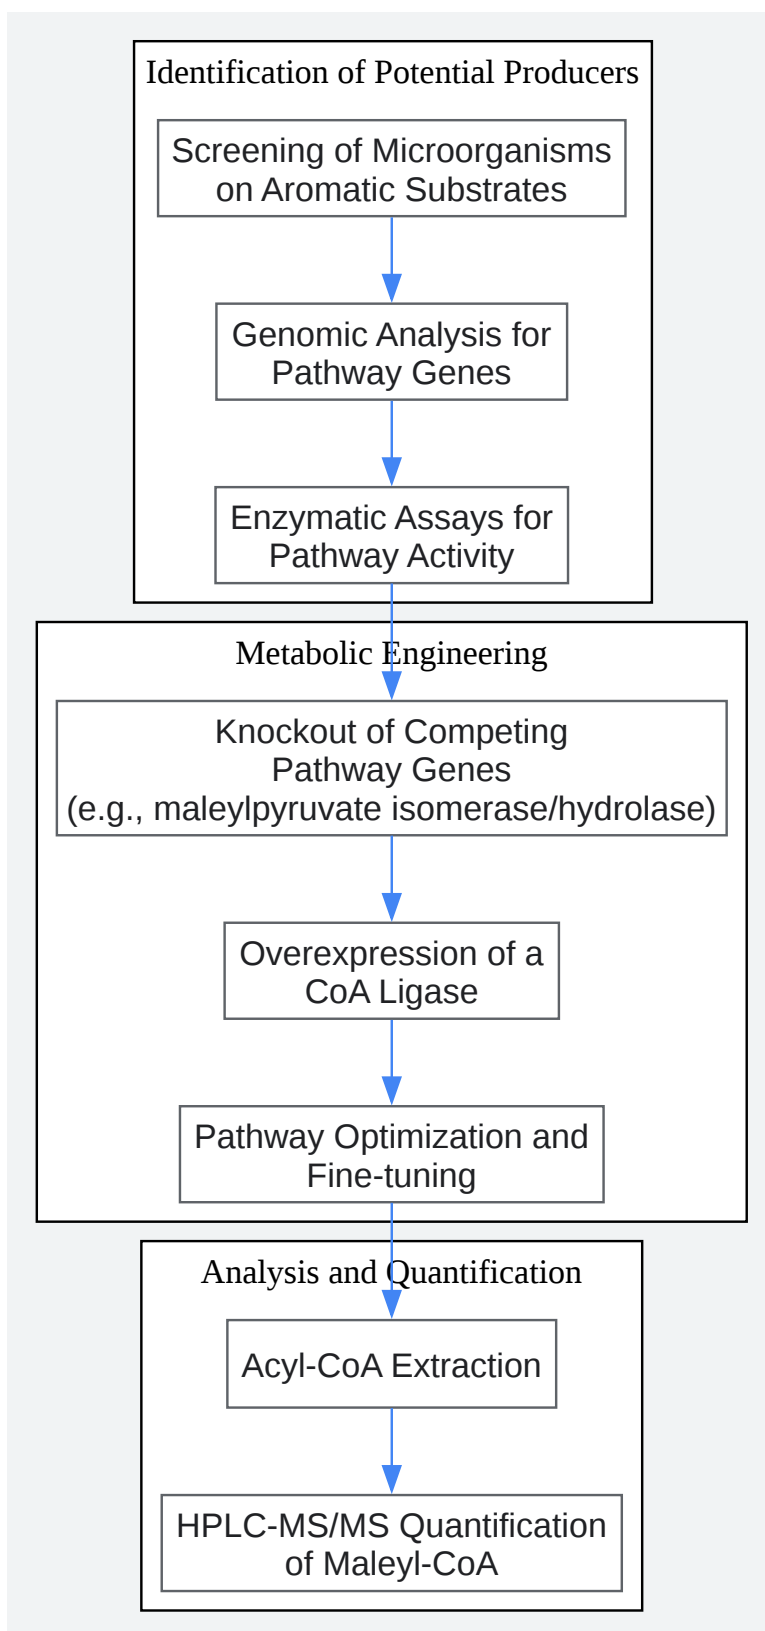 Identification of Potential Producers
Screening of Microorganisms
on Aromatic Substrates
Genomic Analysis for
Pathway Genes
Enzymatic Assays for
Pathway Activity
Metabolic Engineering
Knockout of Competing
Pathway Genes
(e.g., maleylpyruvate isomerase/hydrolase)
Overexpression of a
CoA Ligase
Pathway Optimization and
Fine-tuning
Analysis and Quantification
Acyl-CoA Extraction
HPLC-MS/MS Quantification
of Maleyl-CoA